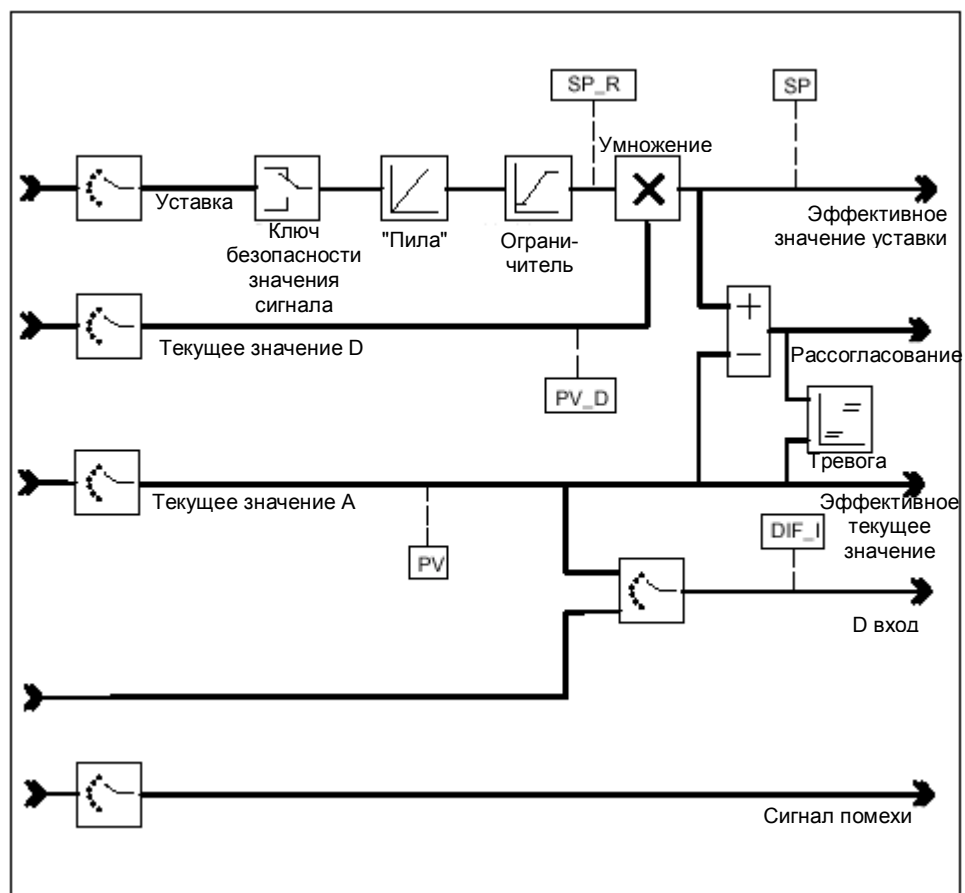 SP_R
SP
Умножение
Уставка
Ключ
безопасности
значения
сигнала
"Пила"
Ограни-
читель
Эффективное
значение уставки
Текущее значение D
PV_D
Рассогласование
Тревога
Текущее значение A
PV
Эффективное
текущее
значение
DIF_I
D вход
Сигнал помехи